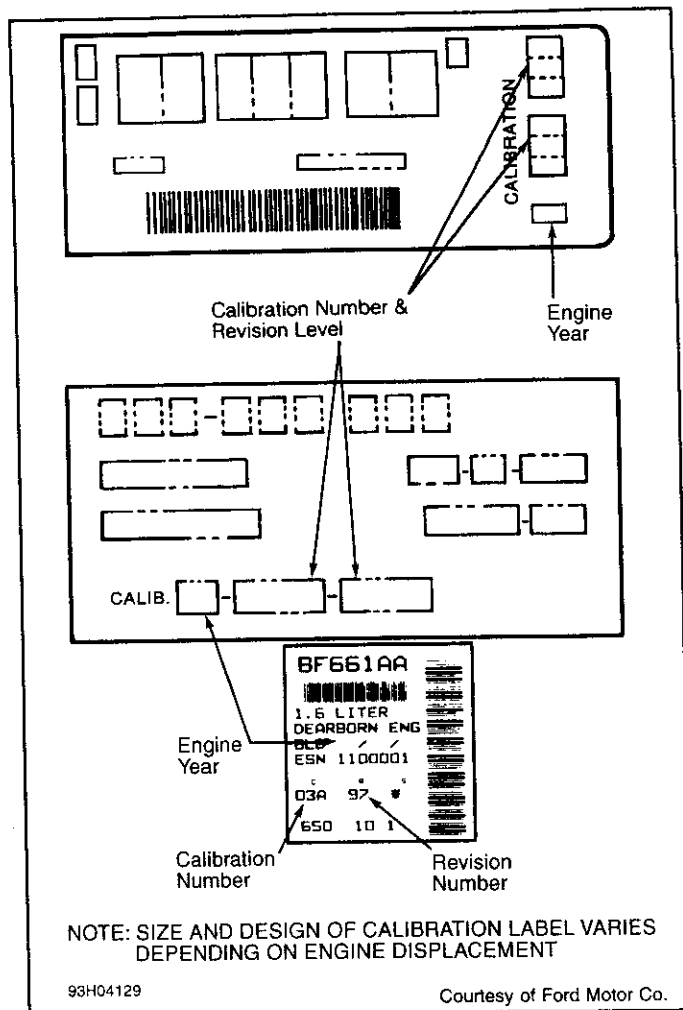 CALIBRATION
Calibration Number &
Revision Level
Engine
Year
CALIB.
BF661AA
1.6 LITER
DEARBORN ENG
ESN 1100001
Engine
Year
03A 97 *
650 10 1
Calibration
Number
Revision
Number
NOTE: SIZE AND DESIGN OF CALIBRATION LABEL VARIES
DEPENDING ON ENGINE DISPLACEMENT
93H04129
Courtesy of Ford Motor Co.